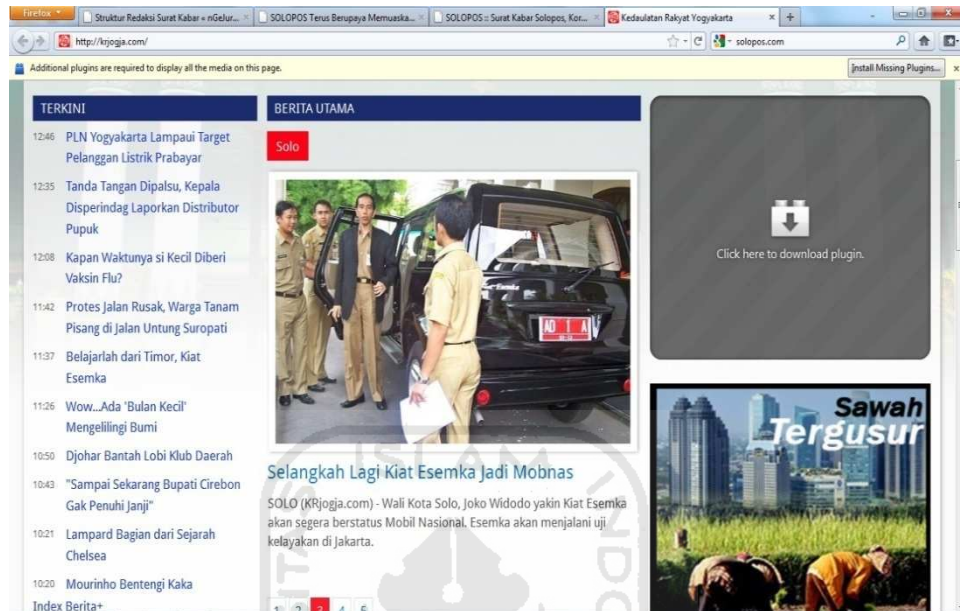 Firefox
Struktur Redaksi Surat Kabar « nGelur...
SOLOPOS Terus Berupaya Memuaska...
SOLOPOS :: Surat Kabar Solopos, Kor...
Kedaulatan Rakyat Yogyakarta
http://krjogja.com/
solopos.com
Additional plugins are required to display all the media on this page.
Install Missing Plugins...
TERKINI
12:46 PLN Yogyakarta Lampaui Target
Pelanggan Listrik Prabayar
12:35 Tanda Tangan Dipalsu, Kepala
Disperindag Laporkan Distributor
Pupuk
12:08 Kapan Waktunya si Kecil Diberi
Vaksin Flu?
11:42 Protes Jalan Rusak, Warga Tanam
Pisang di Jalan Untung Suropati
11:37 Belajarlah dari Timor, Kiat
Esemka
11:26 Wow...Ada 'Bulan Kecil'
Mengelilingi Bumi
10:50 Djohar Bantah Lobi Klub Daerah
10:43 "Sampai Sekarang Bupati Cirebon
Gak Penuhi Janji"
10:21 Lampard Bagian dari Sejarah
Chelsea
10:20 Mourinho Bentengi Kaka
Index Berita+
BERITA UTAMA
Solo
AD 1 A
Selangkah Lagi Kiat Esemka Jadi Mobnas
SOLO (KRjogja.com) - Wali Kota Solo, Joko Widodo yakin Kiat Esemka
akan segera berstatus Mobil Nasional. Esemka akan menjalani uji
kelayakan di Jakarta.
1 2 3 4 5
Click here to download plugin.
Sawah
Tergusur
ISLAM